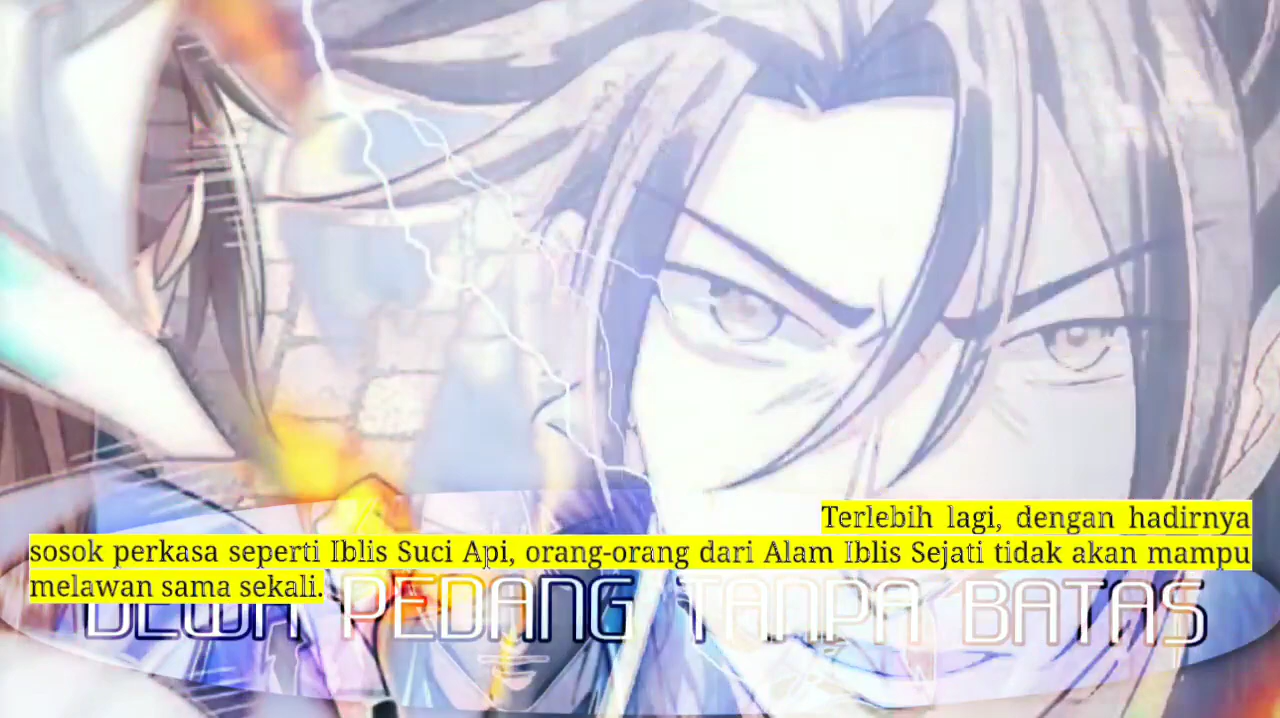 Terlebih lagi, dengan hadirnya
sosok perkasa seperti Iblis Suci Api, orang-orang dari Alam Iblis Sejati tidak akan mampu
melawan sama sekali.
DEWA PEDANG TANPA BATAS